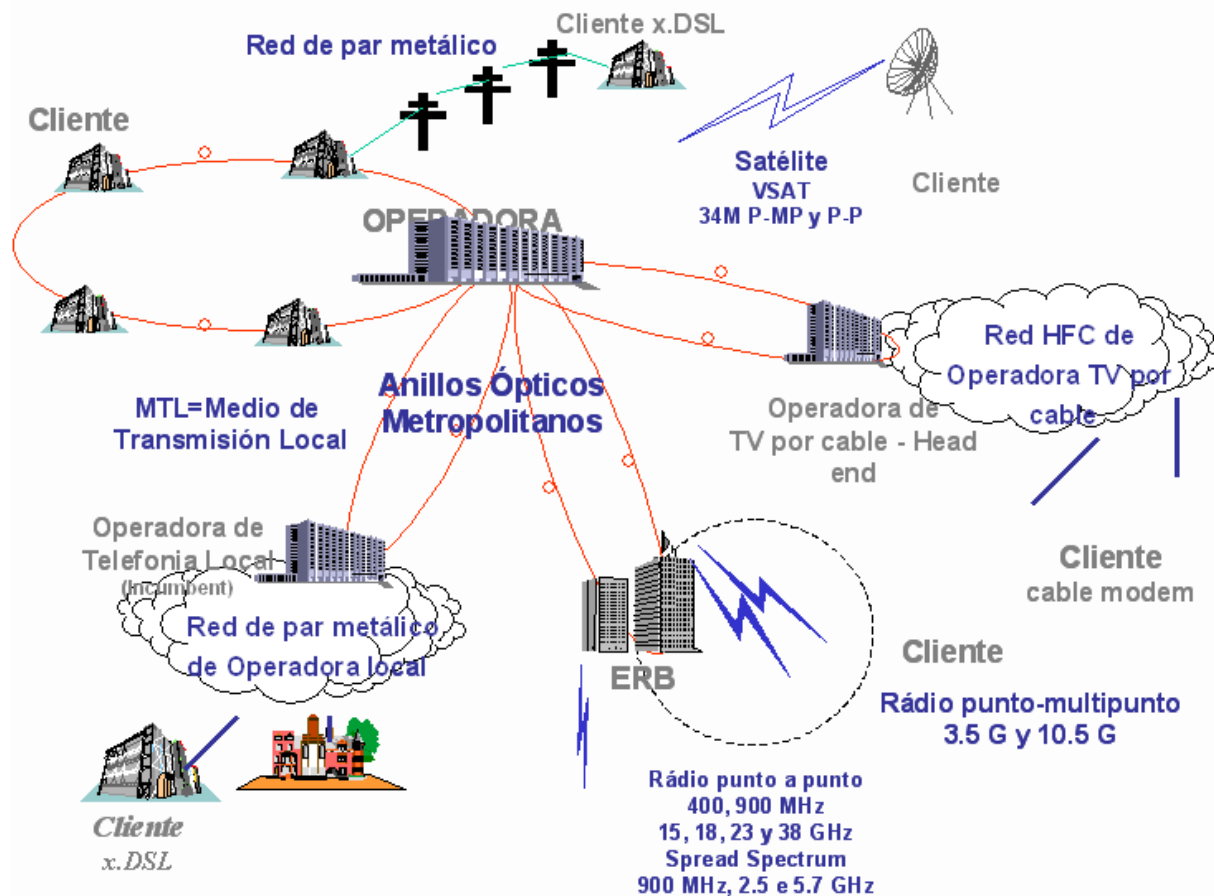 Cliente x.DSL
Red de par metálico
Cliente
Satélite
VSAT
34M P-MP y P-P
Cliente
OPERADORA
Red HFC de
Operadora TV por
cable
Anillos Ópticos
Metropolitanos
MTL=Medio de
Transmisión Local
Operadora de
TV por cable - Head
end
Operadora de
Telefonia Local
(Incumbent)
Cliente
cable modem
Red de par metálico
de Operadora local
ERB
Cliente
Rádio punto-multipunto
3.5 G y 10.5 G
Rádio punto a punto
400, 900 MHz
15, 18, 23 y 38 GHz
Spread Spectrum
900 MHz, 2.5 e 5.7 GHz
Cliente
x.DSL